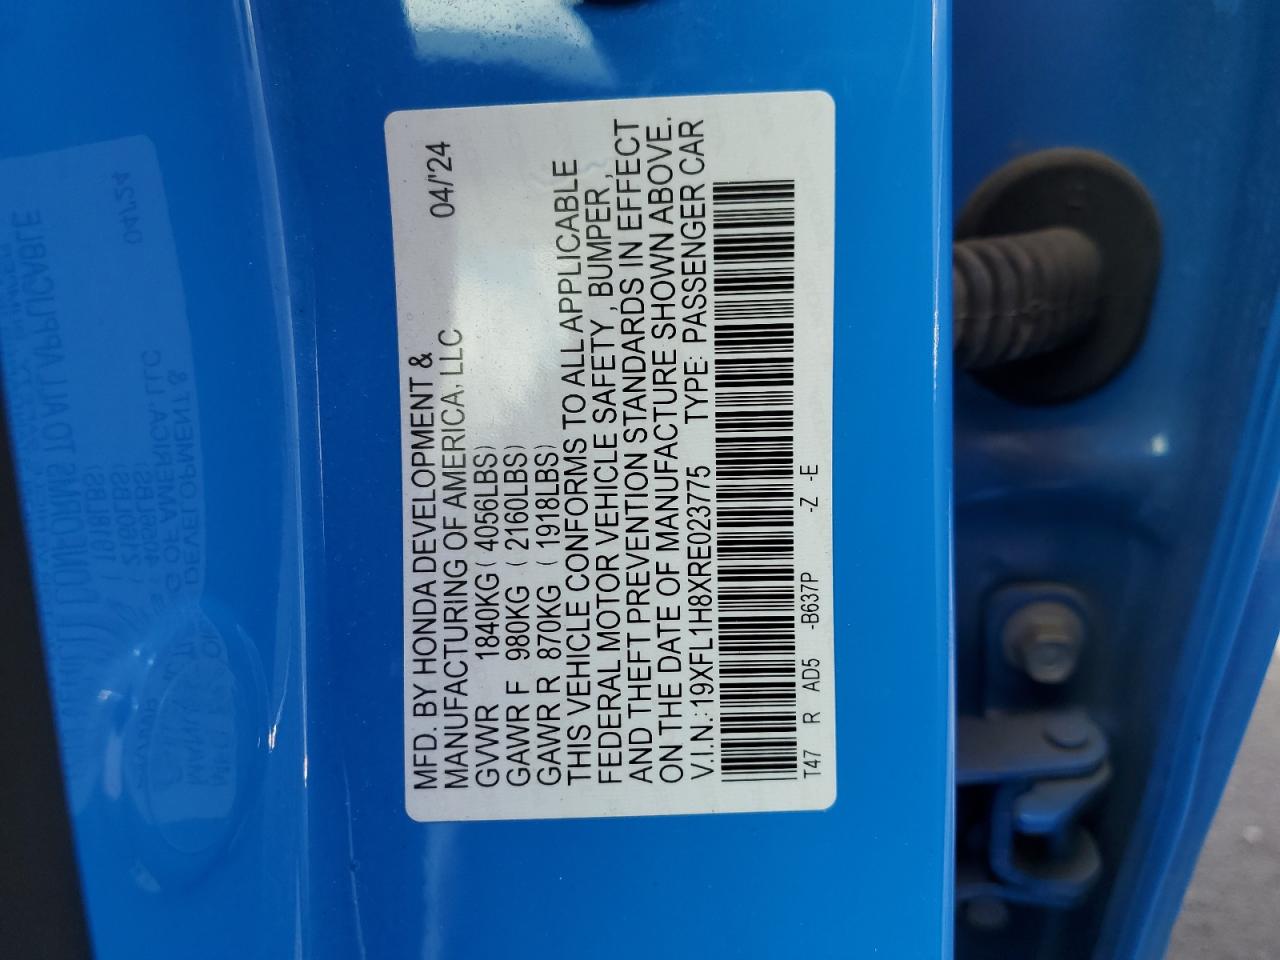 MFD. BY HONDA DEVELOPMENT & 04/'24
MANUFACTURING OF AMERICA, LLC
GVWR 1840KG ( 4056LBS)
GAWR F 980KG ( 2160LBS)
GAWR R 870KG ( 1918LBS)
THIS VEHICLE CONFORMS TO ALL APPLICABLE
FEDERAL MOTOR VEHICLE SAFETY , BUMPER ,
AND THEFT PREVENTION STANDARDS IN EFFECT
ON THE DATE OF MANUFACTURE SHOWN ABOVE.
V.I.N.: 19XFL1H8XRE023775 TYPE: PASSENGER CAR
T47 R AD5 -B637P -Z -E